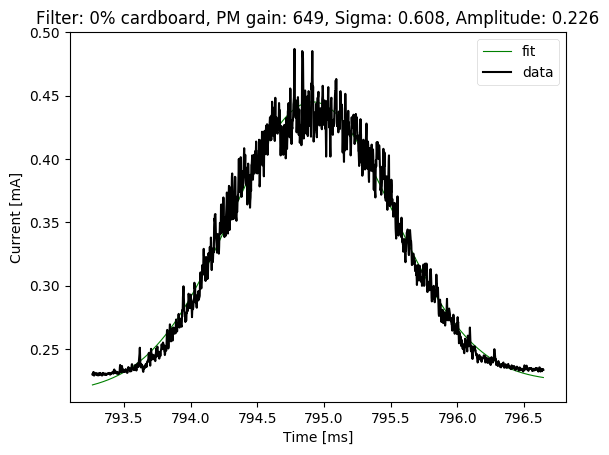 Filter: 0% cardboard, PM gain: 649, Sigma: 0.608, Amplitude: 0.226
fit
data
0.50
0.45
0.40
0.35
0.30
0.25
Current [mA]
793.5 794.0 794.5 795.0 795.5 796.0 796.5
Time [ms]